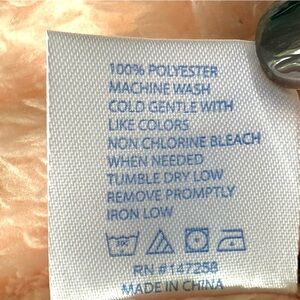 100% POLYESTER
MACHINE WASH
COLD GENTLE WITH
LIKE COLORS
NON CHLORINE BLEACH
WHEN NEEDED
TUMBLE DRY LOW
REMOVE PROMPTLY
IRON LOW
RN #147258
MADE IN CHINA